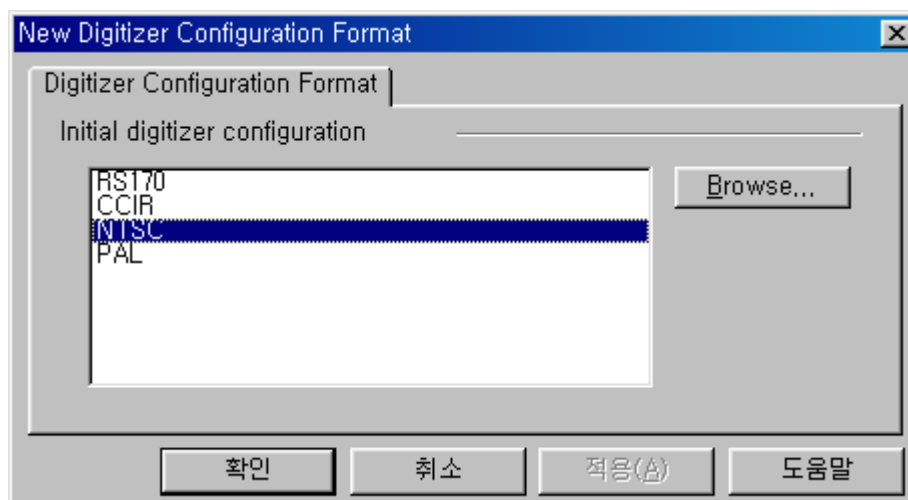 New Digitizer Configuration Format
Digitizer Configuration Format
Initial digitizer configuration
RS170
Browse...
CCIR
NTSC
PAL
확인 취소 적용(A) 도움말